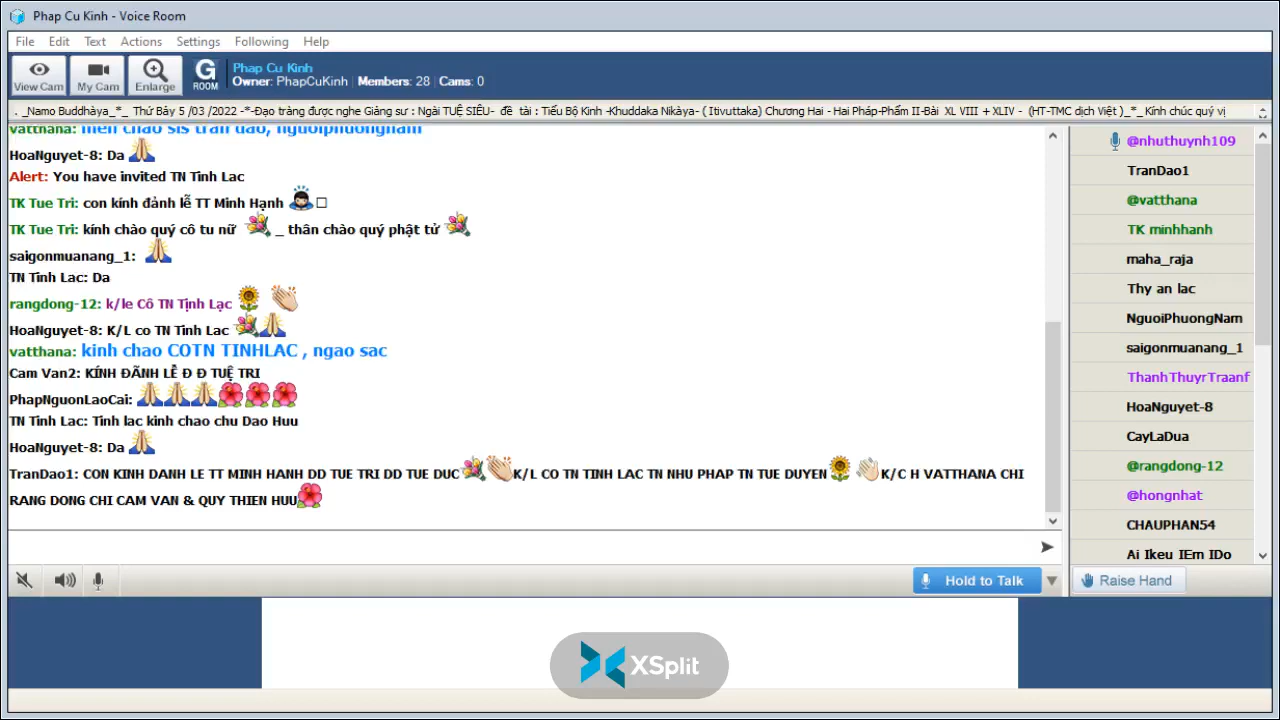 Phap Cu Kinh - Voice Room
File Edit Text Actions Settings Following Help
View Cam My Cam Enlarge G ROOM
Phap Cu Kinh
Owner: PhapCuKinh | Members: 28 | Cams: 0
. _Namo Buddhàya_*_ Thứ Bảy 5 /03 /2022 -*-Đạo tràng được nghe Giảng sư : Ngài TUỆ SIÊU- đề tài : Tiểu Bộ Kinh -Khuddaka Nikàya- ( Itivuttaka) Chương Hai - Hai Pháp-Phẩm II-Bài XL VIII + XLIV - (HT-TMC dịch Việt )_*_Kính chúc quý vị
vatthana: men chao sis tran dao, nguoiphuongnam
HoaNguyet-8: Da
Alert: You have invited TN Tinh Lac
TK Tue Tri: con kính đảnh lễ TT Minh Hạnh
TK Tue Tri: kính chào quý cô tu nữ _ thân chào quý phật tử
saigonmuanang_1:
TN Tinh Lac: Da
rangdong-12: k/le Cô TN Tịnh Lạc
HoaNguyet-8: K/L co TN Tinh Lac
vatthana: kinh chao COTN TINHLAC , ngao sac
Cam Van2: KÍNH ĐÃNH LỄ Đ Đ TUỆ TRI
PhapNguonLaoCai:
TN Tinh Lac: Tinh lac kinh chao chu Dao Huu
HoaNguyet-8: Da
TranDao1: CON KINH DANH LE TT MINH HANH DD TUE TRI DD TUE DUC K/L CO TN TINH LAC TN NHU PHAP TN TUE DUYEN K/C H VATTHANA CHI
RANG DONG CHI CAM VAN & QUY THIEN HUU
@nhuthuynh109
TranDao1
@vatthana
TK minhhanh
maha_raja
Thy an lac
NguoiPhuongNam
saigonmuanang_1
ThanhThuyrTraanf
HoaNguyet-8
CayLaDua
@rangdong-12
@hongnhat
CHAUPHAN54
Ai Ikeu IEm IDo
Hold to Talk
Raise Hand
XSplit